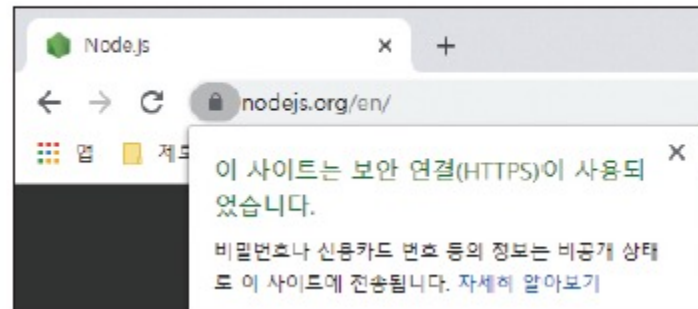 Node.js
nodejs.org/en/
앱
이 사이트는 보안 연결(HTTPS)이 사용되
었습니다.
비밀번호나 신용카드 번호 등의 정보는 비공개 상태
로 이 사이트에 전송됩니다. 자세히 알아보기